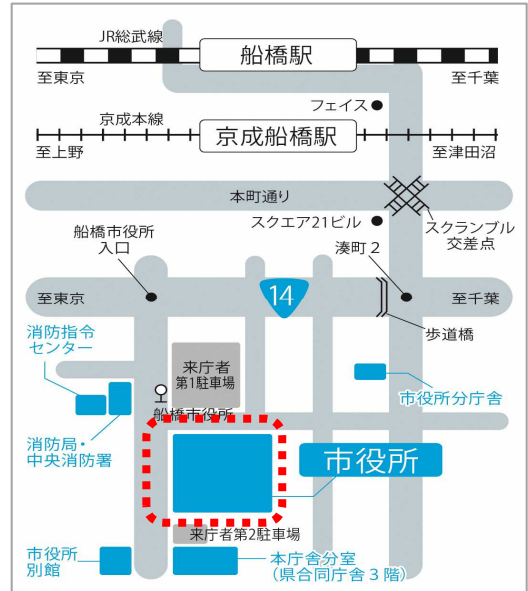 JR総武線
船橋駅
至東京
至千葉
フェイス
京成本線
京成船橋駅
至上野
至津田沼
本町通り
スクエア21ビル
スクランブル
交差点
船橋市役所
入口
湊町2
至東京
14
至千葉
歩道橋
消防指令
センター
来庁者
第1駐車場
市役所分庁舎
船橋市役所
消防局・
中央消防署
市役所
来庁者第2駐車場
市役所
別館
本庁舎分室
(県合同庁舎3階)